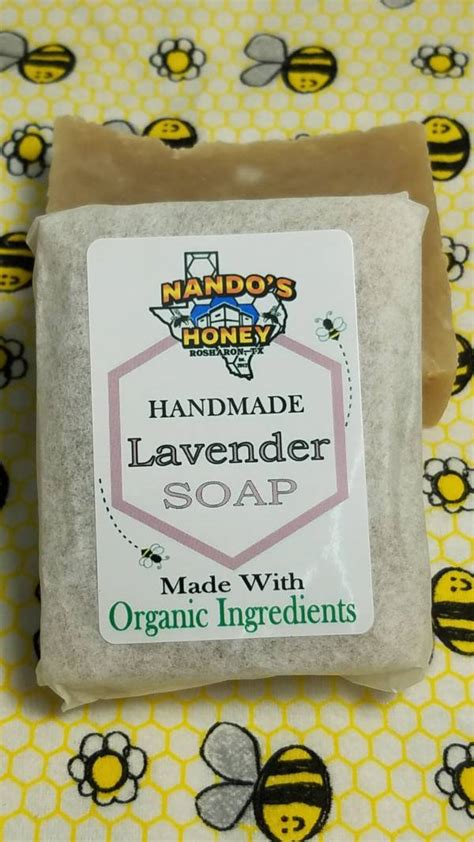 NANDO'S
HONEY
ROSHARON, TX
HANDMADE
Lavender
SOAP
Made With
Organic Ingredients